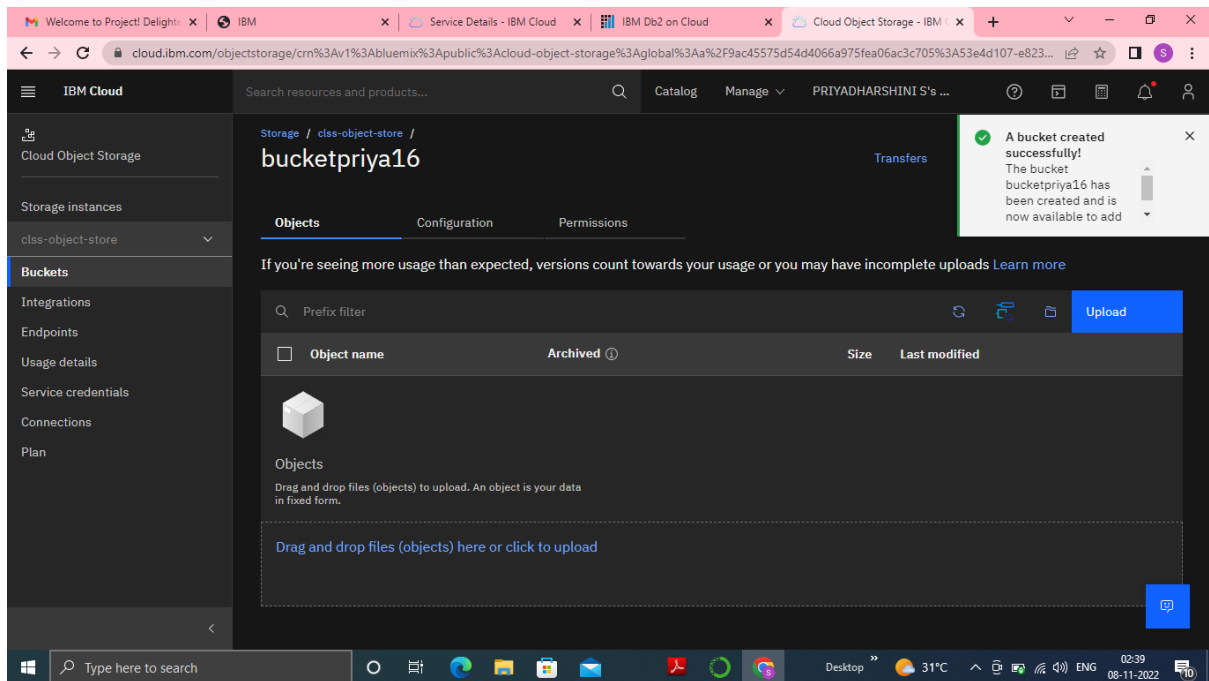 Welcome to Project! Delighte
IBM
Service Details - IBM Cloud
IBM Db2 on Cloud
Cloud Object Storage - IBM C
cloud.ibm.com/objectstorage/crn%3Av1%3Abluemix%3Apublic%3Acloud-object-storage%3Aglobal%3Aa%2F9ac45575d54d4066a975fea06ac3c705%3A53e4d107-e823...
S
IBM Cloud
Search resources and products...
Catalog
Manage
PRIYADHARSHINI S's ...
Cloud Object Storage
Storage instances
clss-object-store
Buckets
Integrations
Endpoints
Usage details
Service credentials
Connections
Plan
Storage / clss-object-store /
bucketpriya16
Transfers
A bucket created
successfully!
The bucket
bucketpriya16 has
been created and is
now available to add
Objects
Configuration
Permissions
If you're seeing more usage than expected, versions count towards your usage or you may have incomplete uploads Learn more
Prefix filter
Upload
Object name
Archived
Size
Last modified
Objects
Drag and drop files (objects) to upload. An object is your data
in fixed form.
Drag and drop files (objects) here or click to upload
Type here to search
Desktop
31°C
ENG
02:39
08-11-2022
10